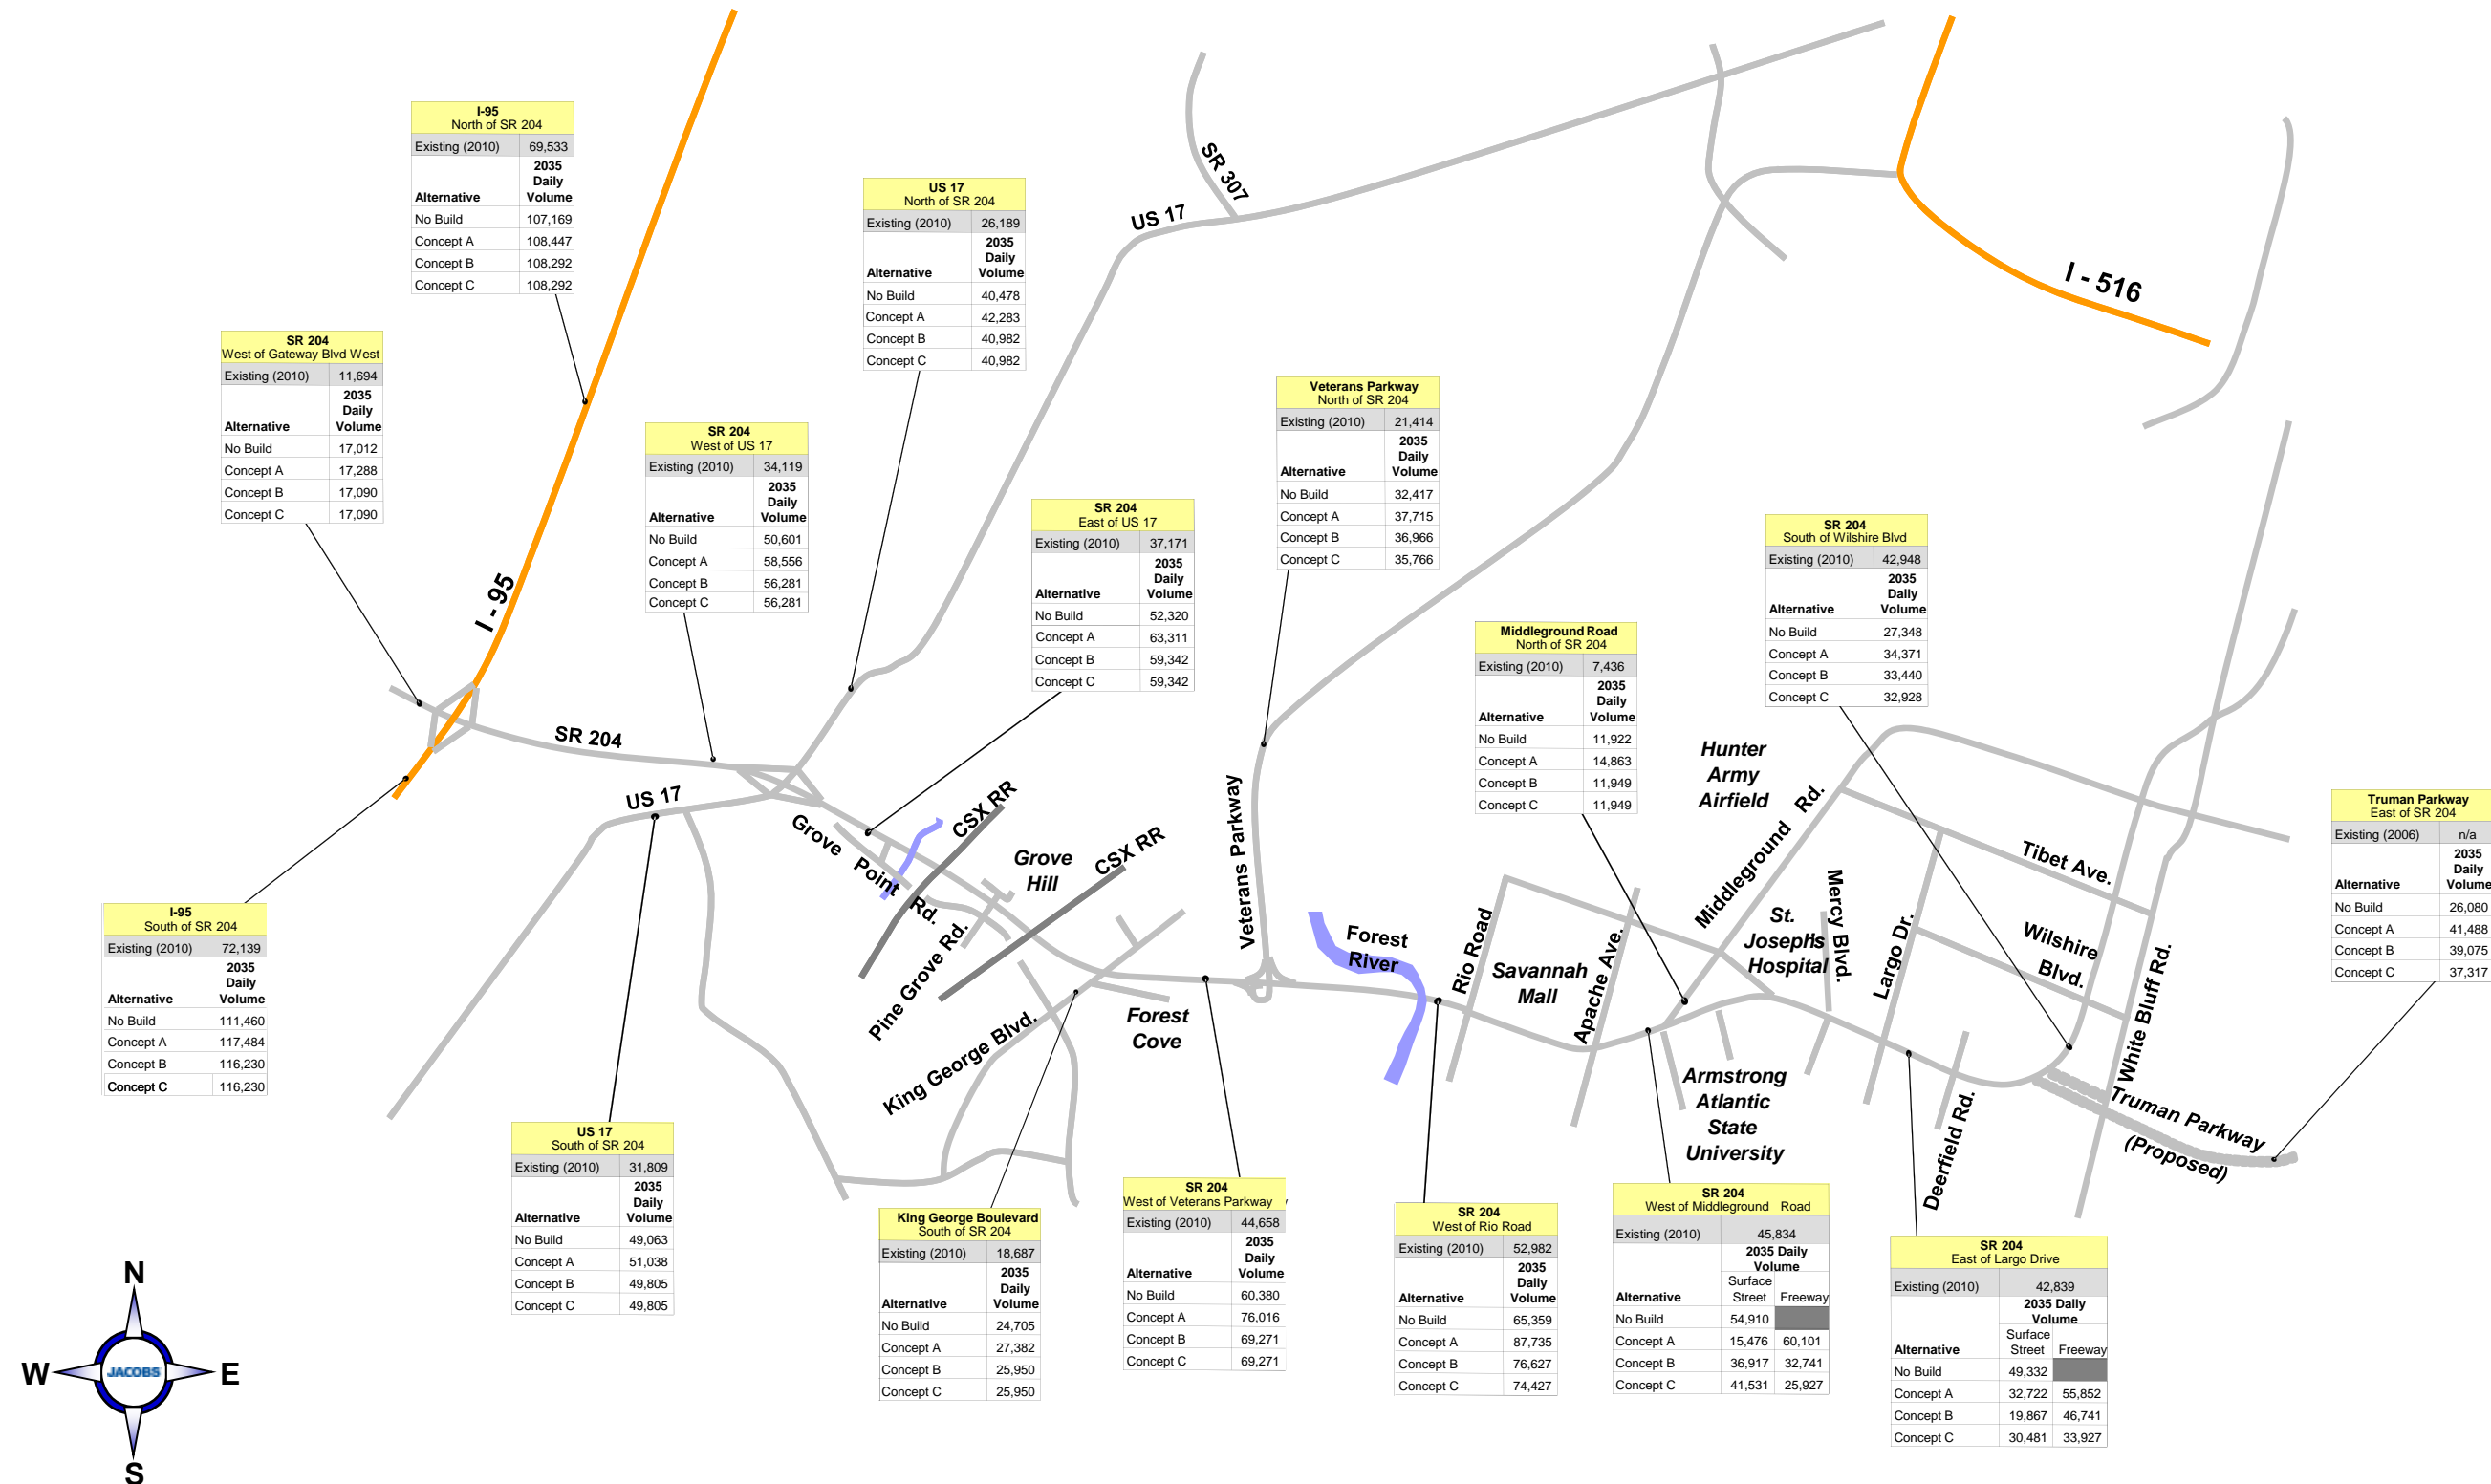 I-95
North of SR 204
Existing (2010) 69,533
2035
Daily
Alternative Volume
No Build 107,169
Concept A 108,447
Concept B 108,292
Concept C 108,292
US 17
North of SR 204
Existing (2010) 26,189
2035
Daily
Alternative Volume
No Build 40,478
Concept A 42,283
Concept B 40,982
Concept C 40,982
SR 204
West of Gateway Blvd West
Existing (2010) 11,694
2035
Daily
Alternative Volume
No Build 17,012
Concept A 17,288
Concept B 17,090
Concept C 17,090
SR 204
West of US 17
Existing (2010) 34,119
2035
Daily
Alternative Volume
No Build 50,601
Concept A 58,556
Concept B 56,281
Concept C 56,281
SR 204
East of US 17
Existing (2010) 37,171
2035
Daily
Alternative Volume
No Build 52,320
Concept A 63,311
Concept B 59,342
Concept C 59,342
Veterans Parkway
North of SR 204
Existing (2010) 21,414
2035
Daily
Alternative Volume
No Build 32,417
Concept A 37,715
Concept B 36,966
Concept C 35,766
Middleground Road
North of SR 204
Existing (2010) 7,436
2035
Daily
Alternative Volume
No Build 11,922
Concept A 14,863
Concept B 11,949
Concept C 11,949
SR 204
South of Wilshire Blvd
Existing (2010) 42,948
2035
Daily
Alternative Volume
No Build 27,348
Concept A 34,371
Concept B 33,440
Concept C 32,928
Truman Parkway
East of SR 204
Existing (2006) n/a
2035
Daily
Alternative Volume
No Build 26,080
Concept A 41,488
Concept B 39,075
Concept C 37,317
SR 307
US 17
I - 516
I - 95
SR 204
US 17
Grove Point Rd.
CSX RR
Grove
Hill
CSX RR
Pine Grove Rd.
King George Blvd.
Forest
Cove
Veterans Parkway
Forest
River
Rio Road
Savannah
Mall
Apache Ave.
Middleground Rd.
Hunter
Army
Airfield
St.
Joseph's
Hospital
Mercy Blvd.
Largo Dr.
Tibet Ave.
Wilshire
Blvd.
White Bluff Rd.
Armstrong
Atlantic
State
University
Deerfield Rd.
Truman Parkway
(Proposed)
I-95
South of SR 204
Existing (2010) 72,139
2035
Daily
Alternative Volume
No Build 111,460
Concept A 117,484
Concept B 116,230
Concept C 116,230
US 17
South of SR 204
Existing (2010) 31,809
2035
Daily
Alternative Volume
No Build 49,063
Concept A 51,038
Concept B 49,805
Concept C 49,805
King George Boulevard
South of SR 204
Existing (2010) 18,687
2035
Daily
Alternative Volume
No Build 24,705
Concept A 27,382
Concept B 25,950
Concept C 25,950
SR 204
West of Veterans Parkway
Existing (2010) 44,658
2035
Daily
Alternative Volume
No Build 60,380
Concept A 76,016
Concept B 69,271
Concept C 69,271
SR 204
West of Rio Road
Existing (2010) 52,982
2035
Daily
Alternative Volume
No Build 65,359
Concept A 87,735
Concept B 76,627
Concept C 74,427
SR 204
West of Middleground Road
Existing (2010) 45,834
2035 Daily
Volume
Surface
Alternative Street Freeway
No Build 54,910
Concept A 15,476 60,101
Concept B 36,917 32,741
Concept C 41,531 25,927
SR 204
East of Largo Drive
Existing (2010) 42,839
2035 Daily
Volume
Surface
Alternative Street Freeway
No Build 49,332
Concept A 32,722 55,852
Concept B 19,867 46,741
Concept C 30,481 33,927
N
W JACOBS E
S